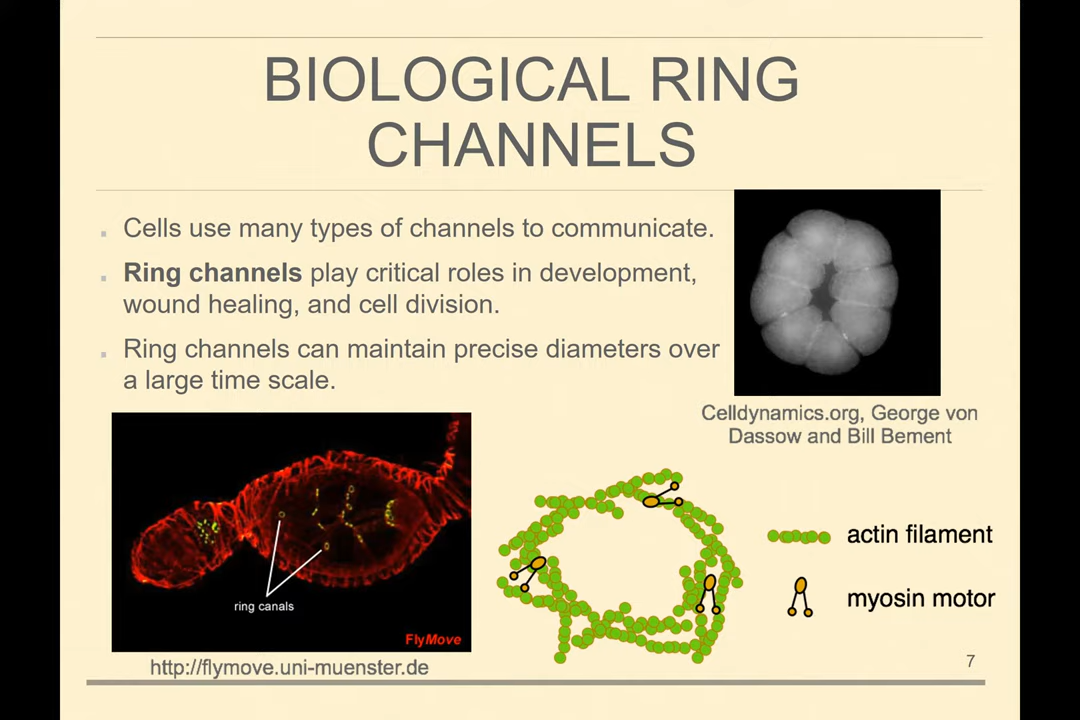 BIOLOGICAL RING
CHANNELS
Cells use many types of channels to communicate.
Ring channels play critical roles in development,
wound healing, and cell division.
Ring channels can maintain precise diameters over
a large time scale.
Celldynamics.org, George von
Dassow and Bill Bement
ring canals
FlyMove
http://flymove.uni-muenster.de
actin filament
myosin motor
7